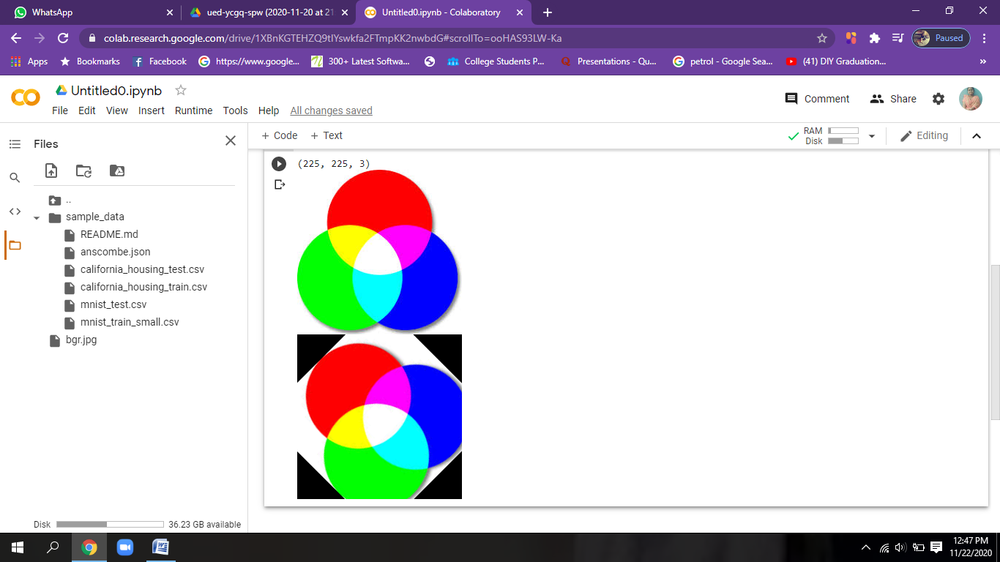 WhatsApp
ued-ycgq-spw (2020-11-20 at 21
Untitled0.ipynb - Colaboratory
colab.research.google.com/drive/1XBnKGTEHZQ9tIYswkfa2FTmpKK2nwbdG#scrollTo=ooHAS93LW-Ka
Paused
Apps
Bookmarks
Facebook
https://www.google...
300+ Latest Softwa...
College Students P...
Presentations - Qu...
petrol - Google Sea...
(41) DIY Graduation...
»
Untitled0.ipynb
Comment
Share
File Edit View Insert Runtime Tools Help All changes saved
Files
+ Code + Text
RAM
Disk
Editing
(225, 225, 3)
..
sample_data
README.md
anscombe.json
california_housing_test.csv
california_housing_train.csv
mnist_test.csv
mnist_train_small.csv
bgr.jpg
Disk
36.23 GB available
12:47 PM
11/22/2020